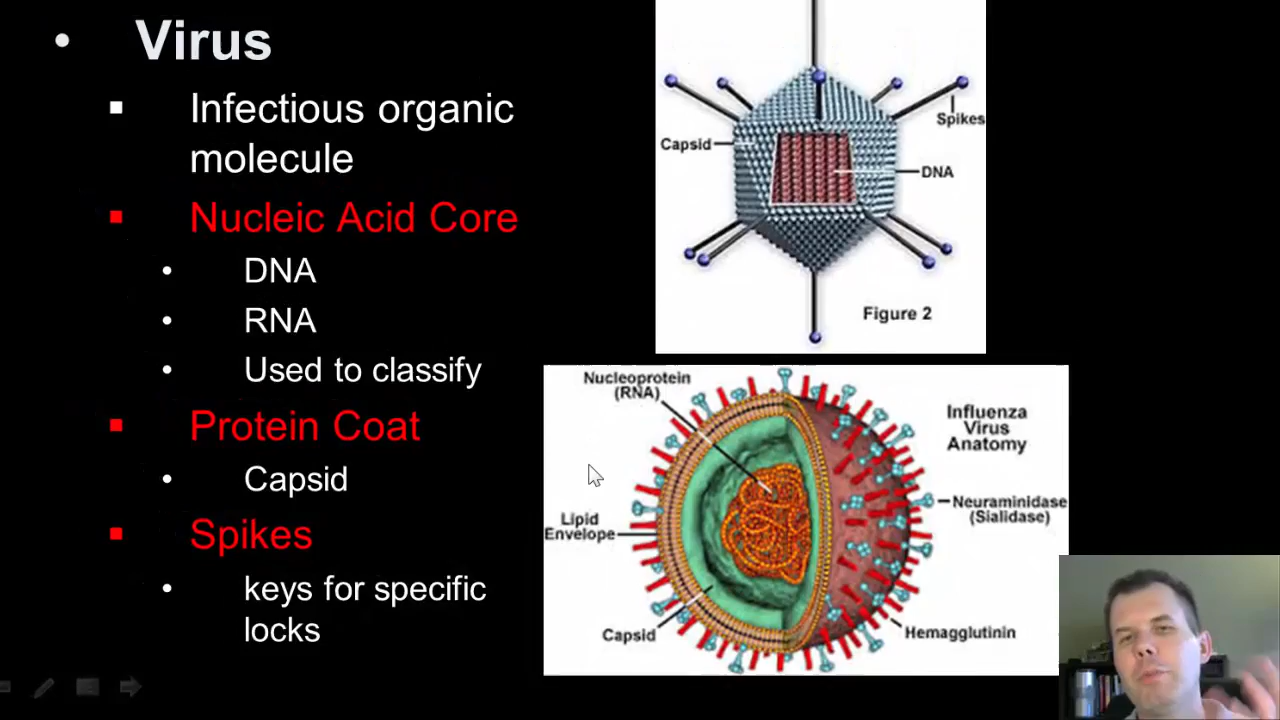 Virus
Infectious organic
molecule
Nucleic Acid Core
DNA
RNA
Used to classify
Protein Coat
Capsid
Spikes
keys for specific
locks
Spikes
Capsid
DNA
Figure 2
Nucleoprotein
(RNA)
Influenza
Virus
Anatomy
Neuraminidase
(Sialidase)
Lipid
Envelope
Capsid
Hemagglutinin